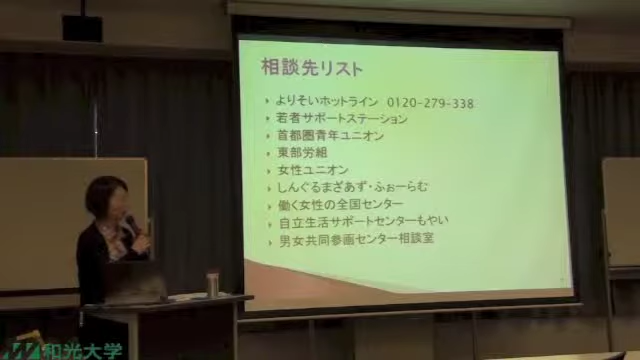 相談先リスト
よりそいホットライン 0120-279-338
若者サポートステーション
首都圏青年ユニオン
東部労組
女性ユニオン
しんぐるまざあず・ふぉーらむ
働く女性の全国センター
自立生活サポートセンターもやい
男女共同参画センター相談室
和光大学